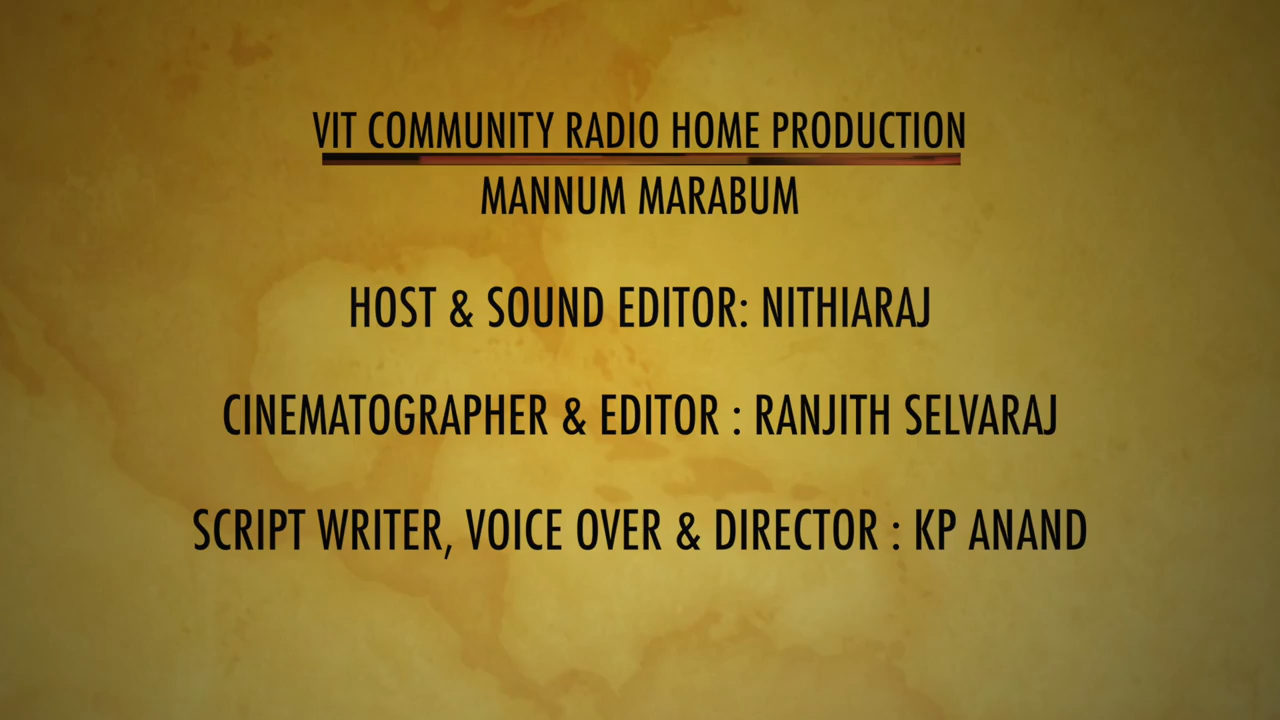 VIT COMMUNITY RADIO HOME PRODUCTION
MANNUM MARABUM
HOST & SOUND EDITOR: NITHIARAJ
CINEMATOGRAPHER & EDITOR : RANJITH SELVARAJ
SCRIPT WRITER, VOICE OVER & DIRECTOR : KP ANAND